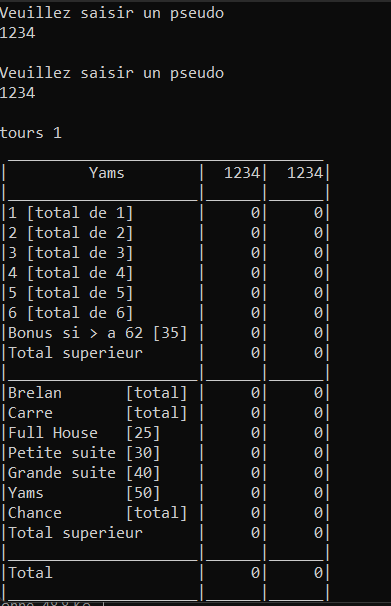 Veuillez saisir un pseudo
1234
Veuillez saisir un pseudo
1234
tours 1
Yams | 1234| 1234|
|1 [total de 1] | 0| 0|
|2 [total de 2] | 0| 0|
|3 [total de 3] | 0| 0|
|4 [total de 4] | 0| 0|
|5 [total de 5] | 0| 0|
|6 [total de 6] | 0| 0|
|Bonus si > a 62 [35] | 0| 0|
|Total superieur | 0| 0|
|Brelan [total] | 0| 0|
|Carre [total] | 0| 0|
|Full House [25] | 0| 0|
|Petite suite [30] | 0| 0|
|Grande suite [40] | 0| 0|
|Yams [50] | 0| 0|
|Chance [total] | 0| 0|
|Total superieur | 0| 0|
|Total | 0| 0|